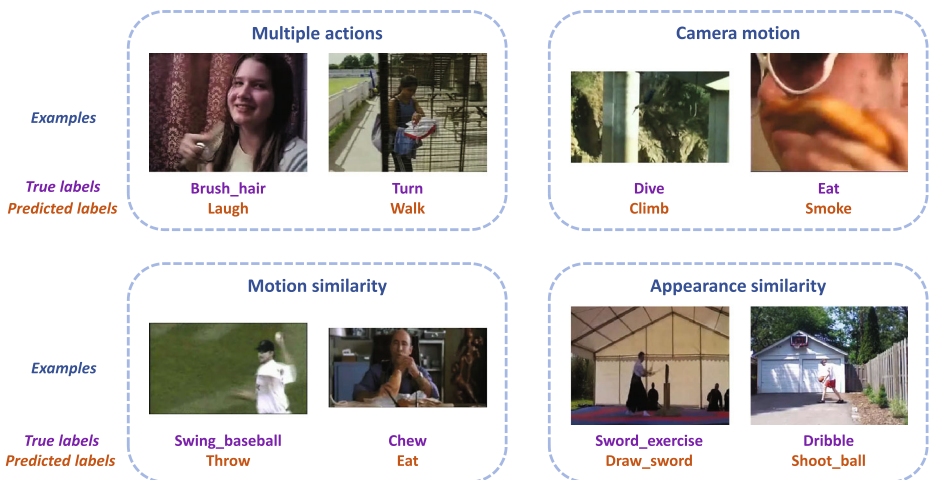 Multiple actions
Camera motion
Examples
True labels
Brush_hair
Turn
Dive
Eat
Predicted labels
Laugh
Walk
Climb
Smoke
Motion similarity
Appearance similarity
Examples
True labels
Swing_baseball
Chew
Sword_exercise
Dribble
Predicted labels
Throw
Eat
Draw_sword
Shoot_ball